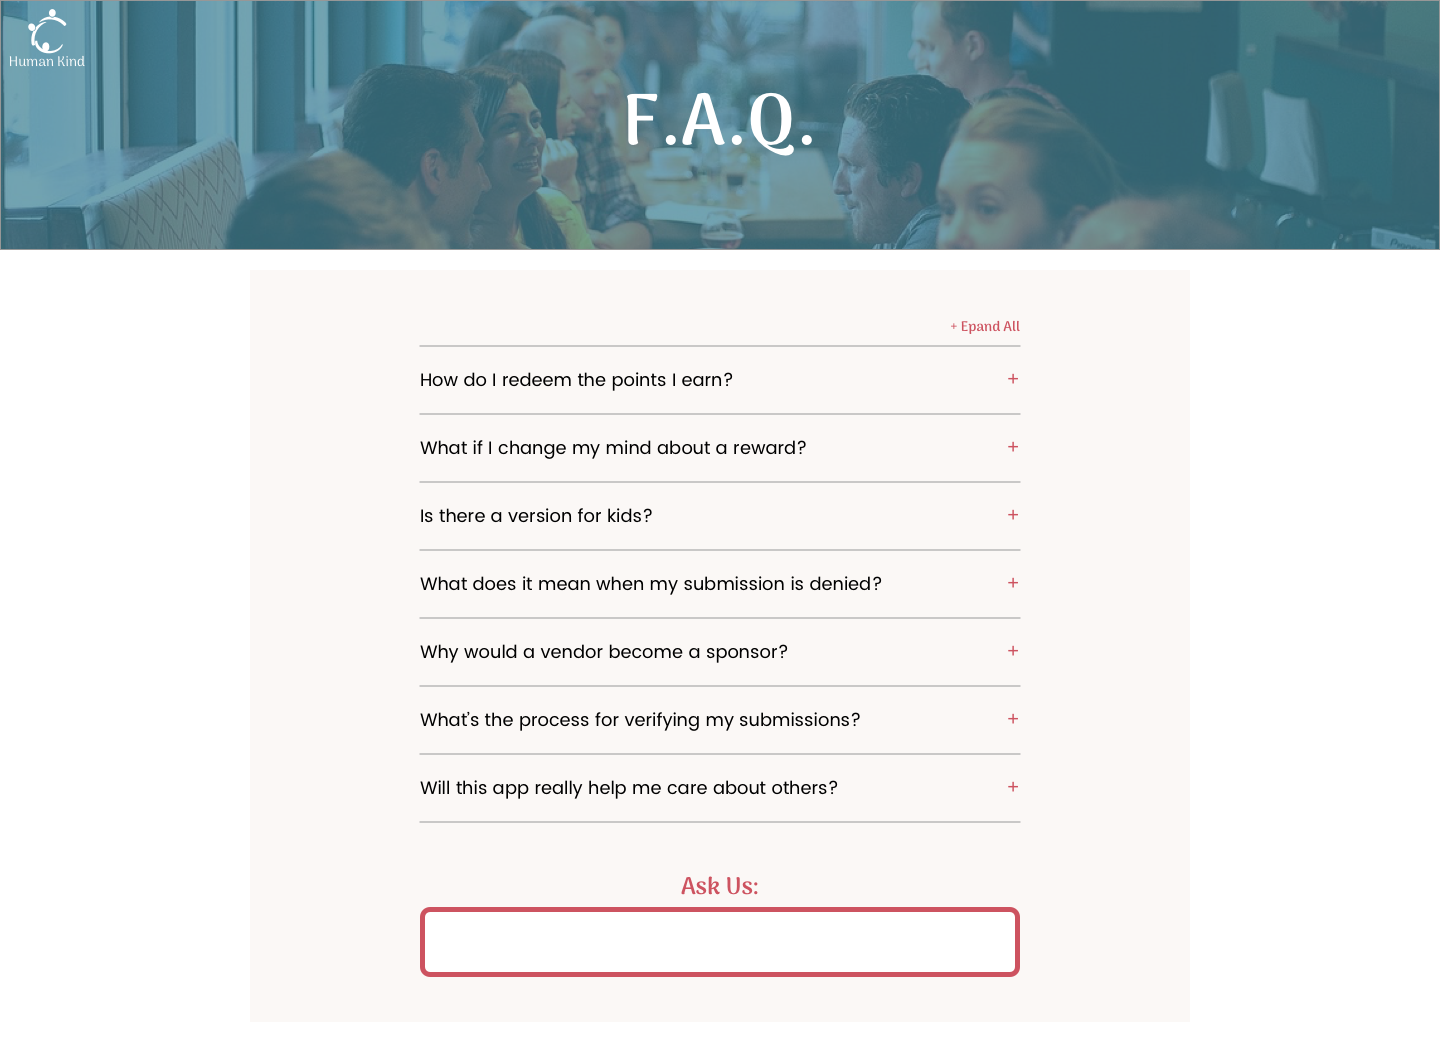 Human Kind
F.A.Q.
+ Epand All
How do I redeem the points I earn? +
What if I change my mind about a reward? +
Is there a version for kids? +
What does it mean when my submission is denied? +
Why would a vendor become a sponsor? +
What's the process for verifying my submissions? +
Will this app really help me care about others? +
Ask Us: